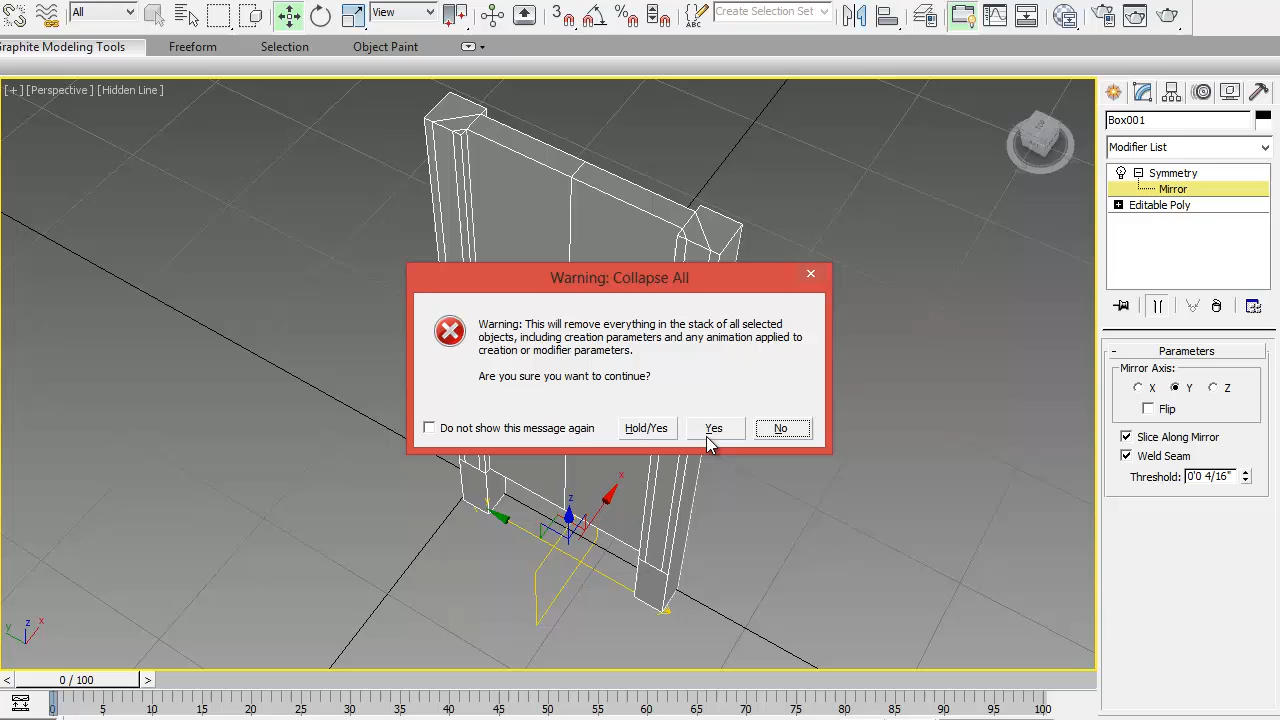 All
View
3
%
ABC
Create Selection Set
Graphite Modeling Tools
Freeform
Selection
Object Paint
[+][Perspective][Hidden Line]
Box001
Modifier List
Symmetry
Mirror
Editable Poly
Warning: Collapse All
Warning: This will remove everything in the stack of all selected
objects, including creation parameters and any animation applied to
creation or modifier parameters.
Are you sure you want to continue?
Do not show this message again
Hold/Yes
Yes
No
- Parameters
Mirror Axis:
X Y Z
Flip
Slice Along Mirror
Weld Seam
Threshold: 0'0 4/16"
x
z
z
x
y
< 0 / 100 >
0 5 10 15 20 25 30 35 40 45 50 55 60 65 70 75 80 85 90 95 100